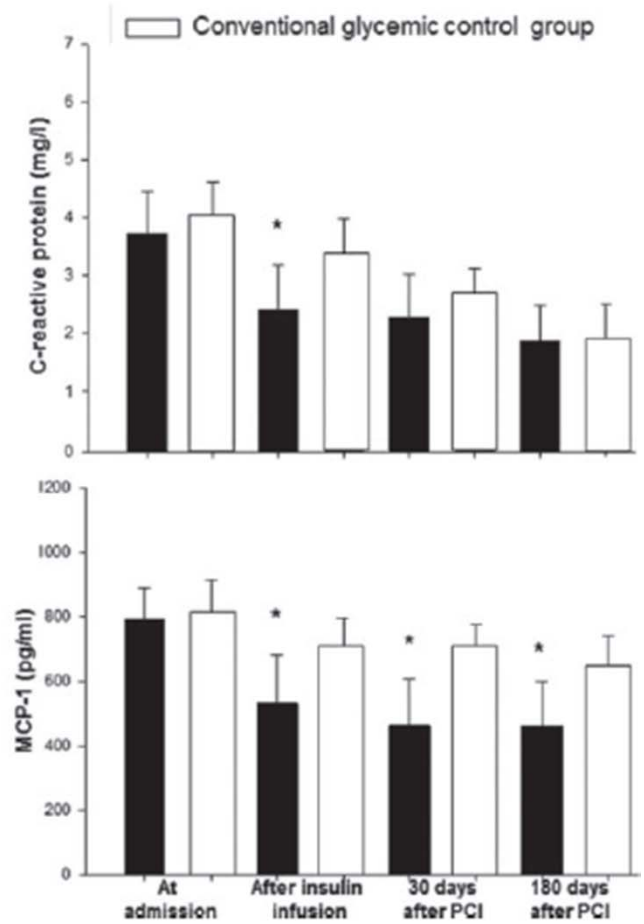 Conventional glycemic control group
C-reactive protein (mg/l)
7
6
5
4
3
2
1
0
*
MCP-1 (pg/ml)
1200
1000
800
600
400
200
0
*
*
*
At admission
After insulin infusion
30 days after PCI
180 days after PCI